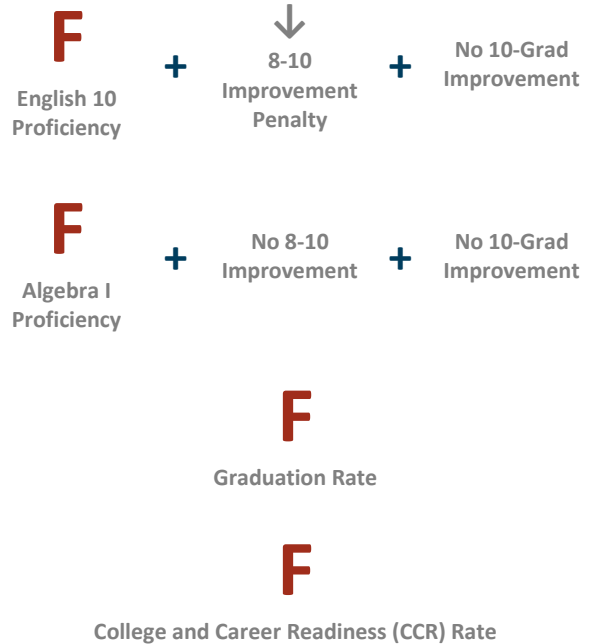 F + ↓ + No 10-Grad
8-10 Improvement
English 10 Improvement
Proficiency Penalty
F + No 8-10 + No 10-Grad
Improvement Improvement
Algebra I
Proficiency
F
Graduation Rate
F
College and Career Readiness (CCR) Rate